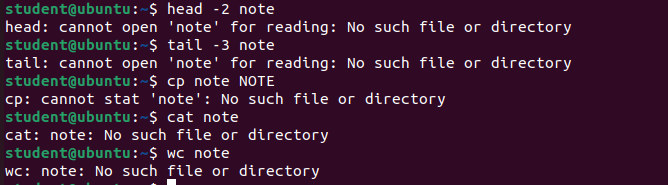 student@ubuntu:~$ head -2 note
head: cannot open 'note' for reading: No such file or directory
student@ubuntu:~$ tail -3 note
tail: cannot open 'note' for reading: No such file or directory
student@ubuntu:~$ cp note NOTE
cp: cannot stat 'note': No such file or directory
student@ubuntu:~$ cat note
cat: note: No such file or directory
student@ubuntu:~$ wc note
wc: note: No such file or directory
student@ubuntu:~$